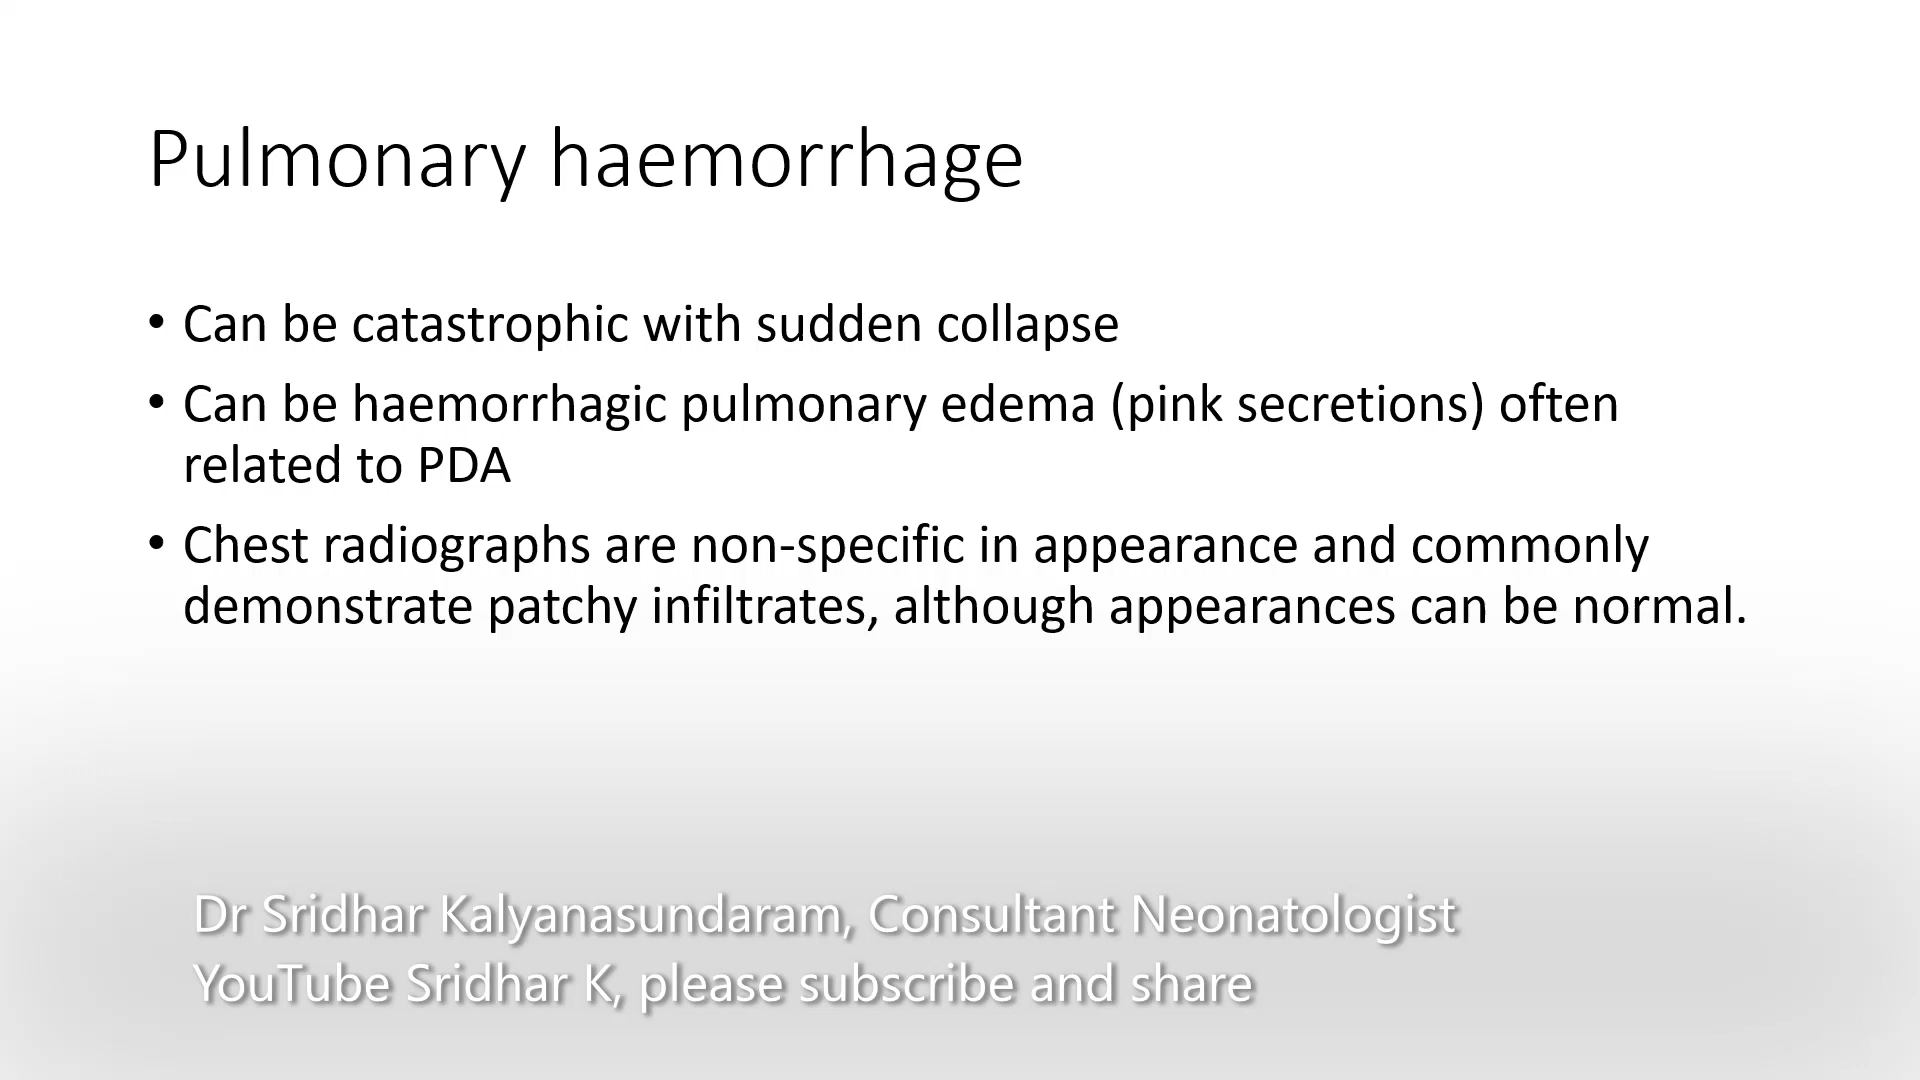 Pulmonary haemorrhage
• Can be catastrophic with sudden collapse
• Can be haemorrhagic pulmonary edema (pink secretions) often
related to PDA
• Chest radiographs are non-specific in appearance and commonly
demonstrate patchy infiltrates, although appearances can be normal.
Dr Sridhar Kalyanasundaram, Consultant Neonatologist
YouTube Sridhar K, please subscribe and share